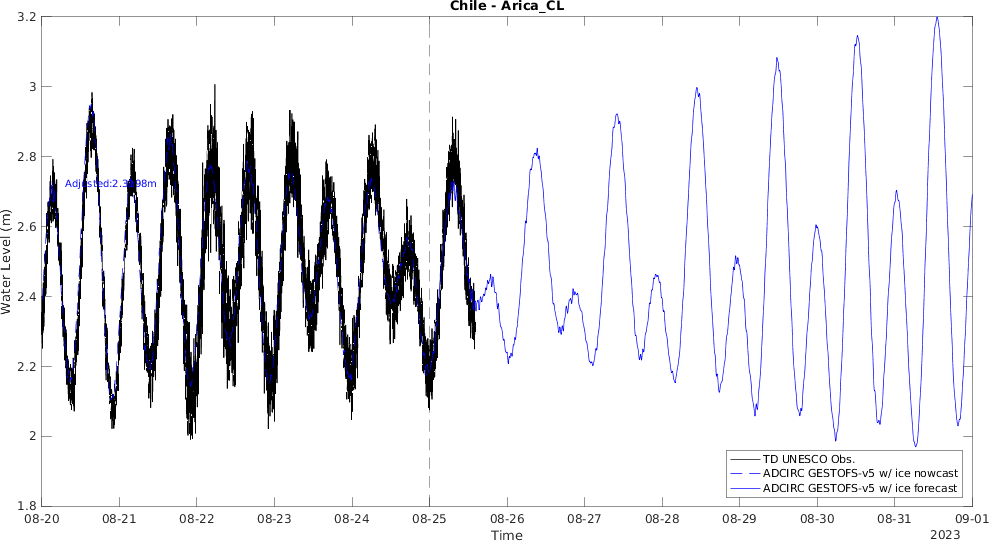 Chile - Arica_CL
3.2
3
2.8
2.6
2.4
2.2
2
1.8
Water Level (m)
TD UNESCO Obs.
ADCIRC GESTOFS-v5 w/ ice nowcast
ADCIRC GESTOFS-v5 w/ ice forecast
08-20 08-21 08-22 08-23 08-24 08-25 08-26 08-27 08-28 08-29 08-30 08-31 09-01
Time
2023